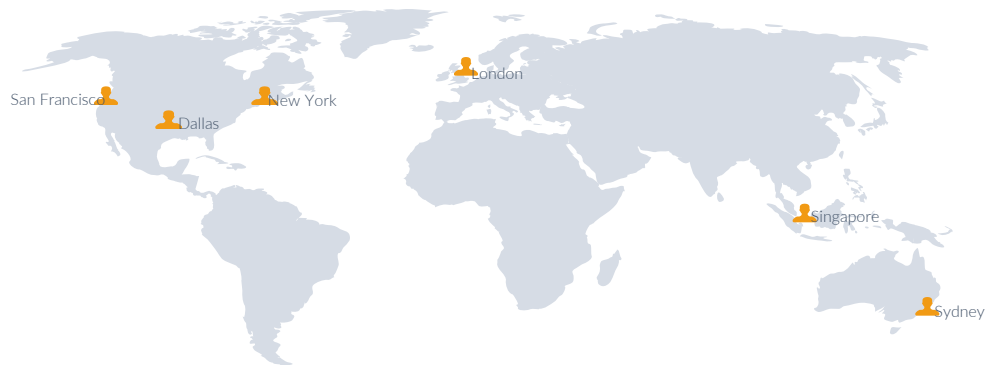 London
San Francisco
New York
Dallas
Singapore
Sydney